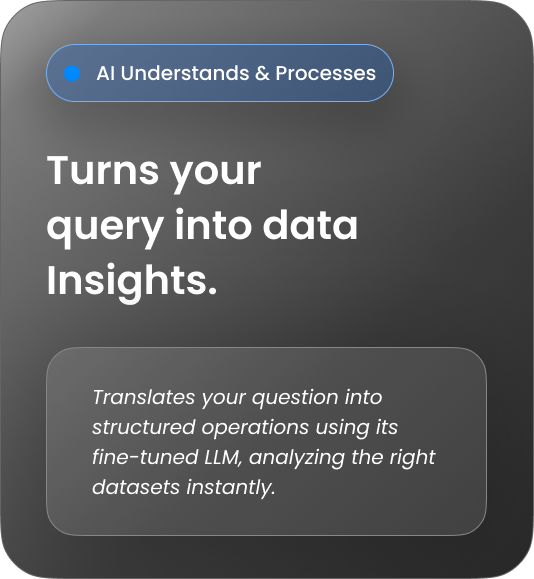 AI Understands & Processes
Turns your
query into data
Insights.
Translates your question into
structured operations using its
fine-tuned LLM, analyzing the right
datasets instantly.